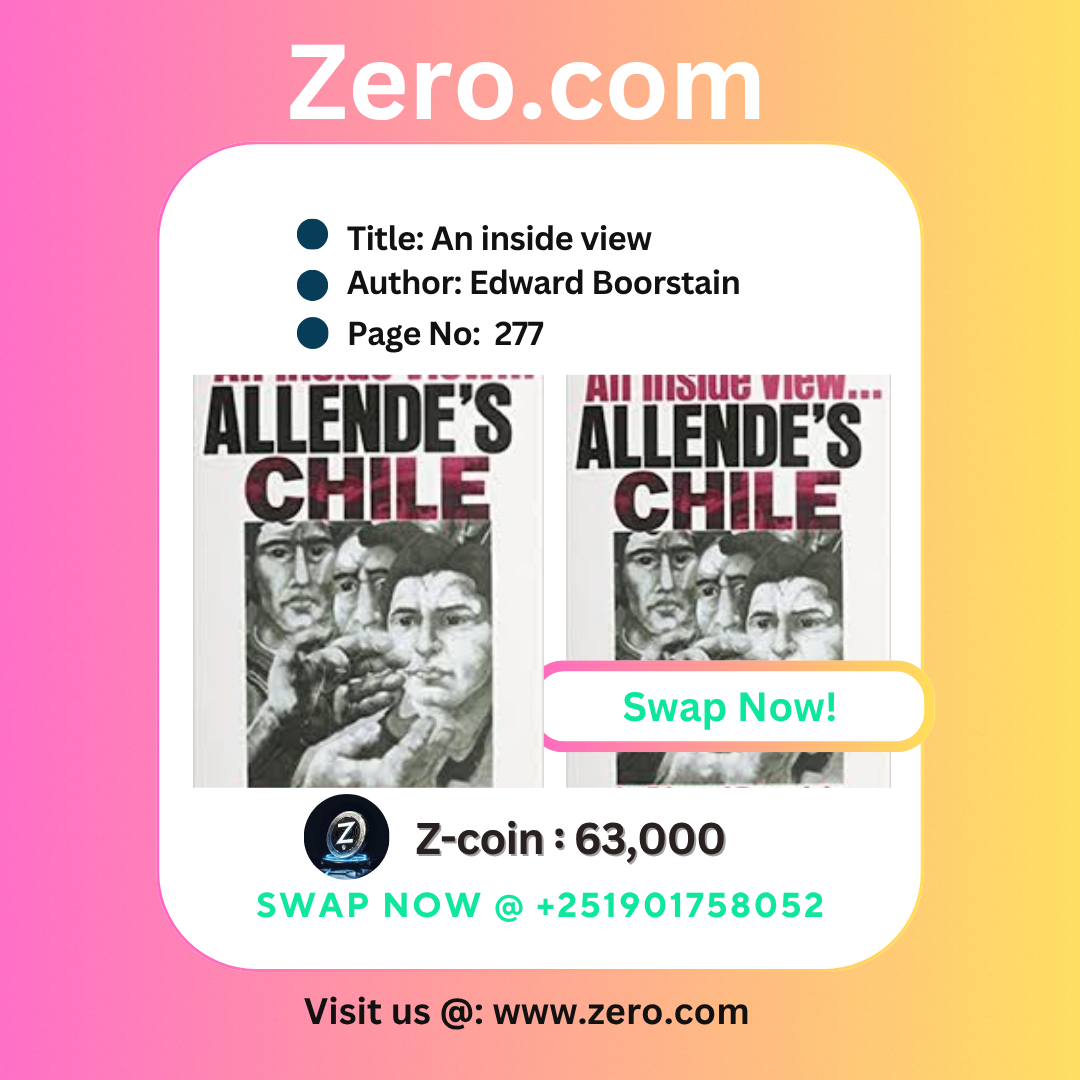 Zero.com
Title: An inside view
Author: Edward Boorstain
Page No: 277
An Inside View...
ALLENDE'S
CHILE
An Inside View...
ALLENDE'S
CHILE
Swap Now!
Z
Z-coin : 63,000
SWAP NOW @ +251901758052
Visit us @: www.zero.com